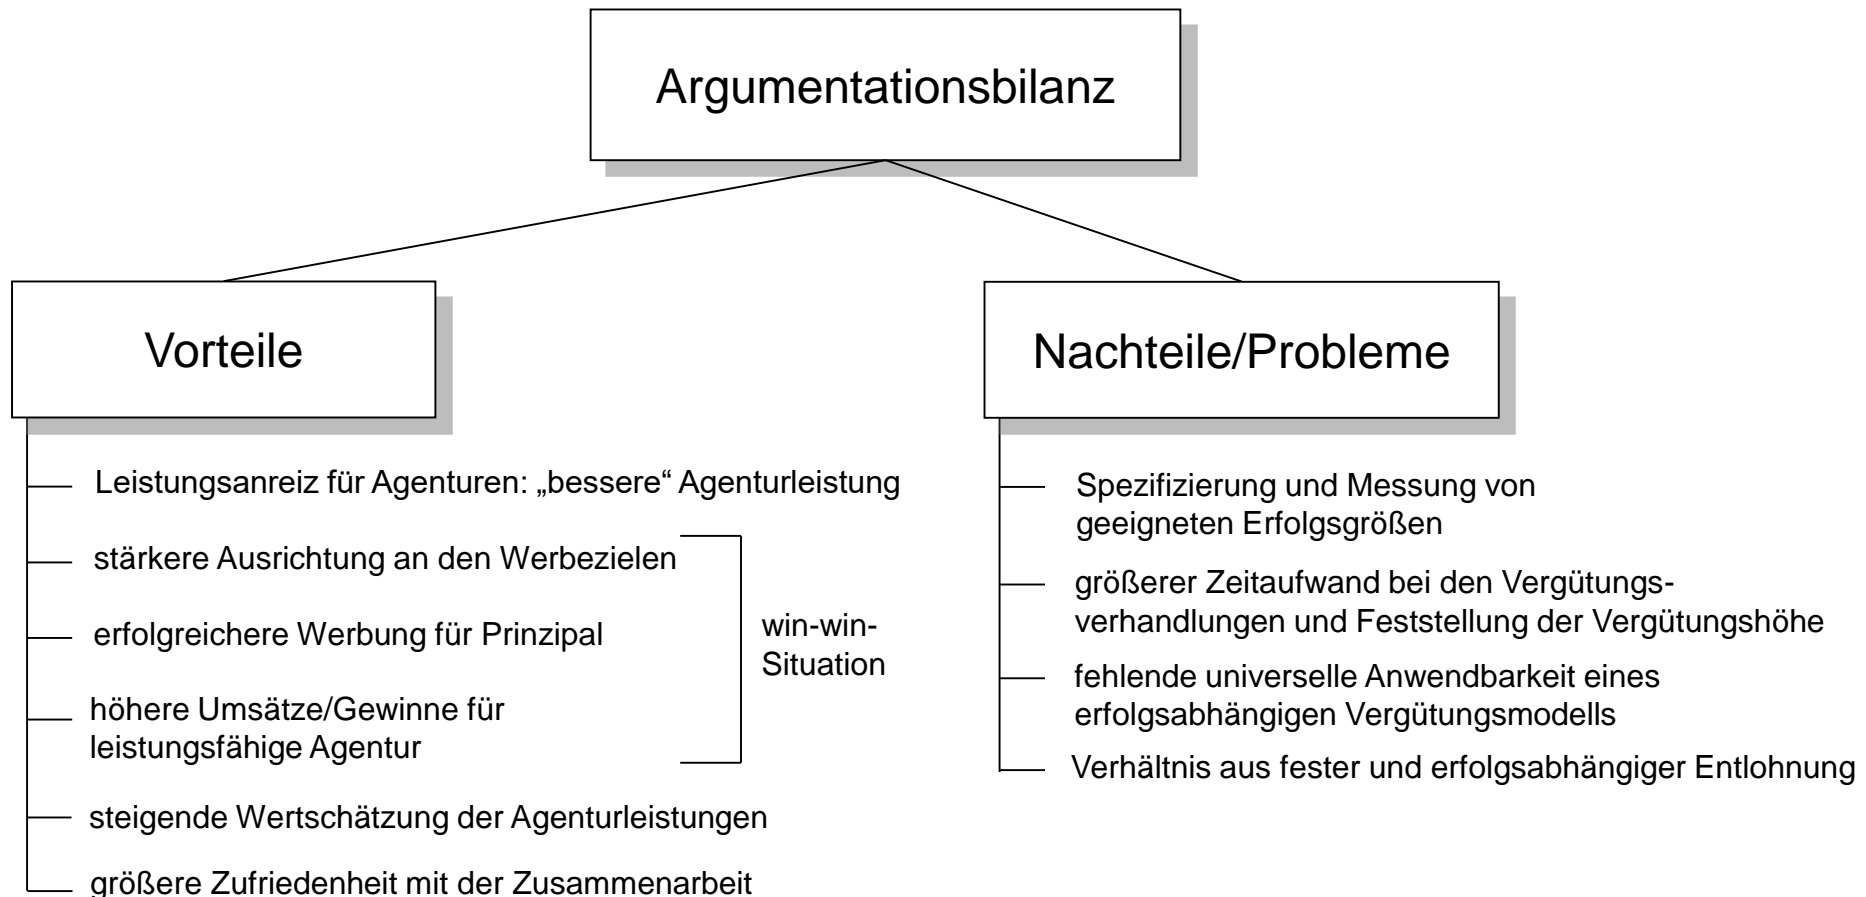 Argumentationsbilanz
Vorteile
Leistungsanreiz für Agenturen: „bessere“ Agenturleistung
stärkere Ausrichtung an den Werbezielen
erfolgreichere Werbung für Prinzipal
höhere Umsätze/Gewinne für
leistungsfähige Agentur
win-win-
Situation
steigende Wertschätzung der Agenturleistungen
größere Zufriedenheit mit der Zusammenarbeit
Nachteile/Probleme
Spezifizierung und Messung von
geeigneten Erfolgsgrößen
größerer Zeitaufwand bei den Vergütungs-
verhandlungen und Feststellung der Vergütungshöhe
fehlende universelle Anwendbarkeit eines
erfolgsabhängigen Vergütungsmodells
Verhältnis aus fester und erfolgsabhängiger Entlohnung